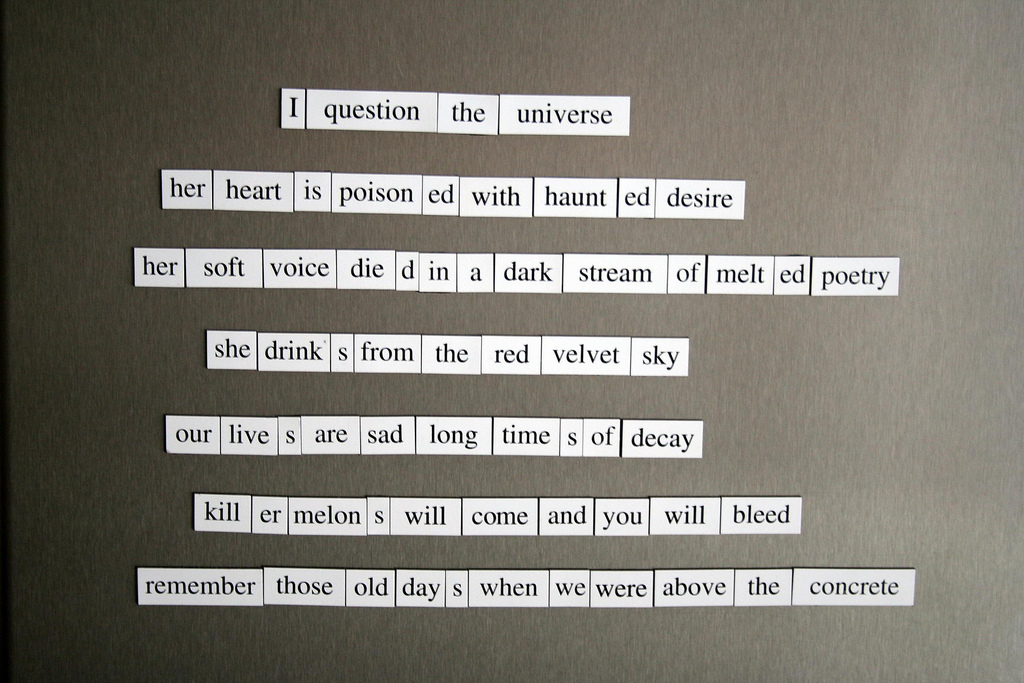 I question the universe
her heart is poison ed with haunt ed desire
her soft voice die d in a dark stream of melt ed poetry
she drink s from the red velvet sky
our live s are sad long time s of decay
kill er melon s will come and you will bleed
remember those old day s when we were above the concrete